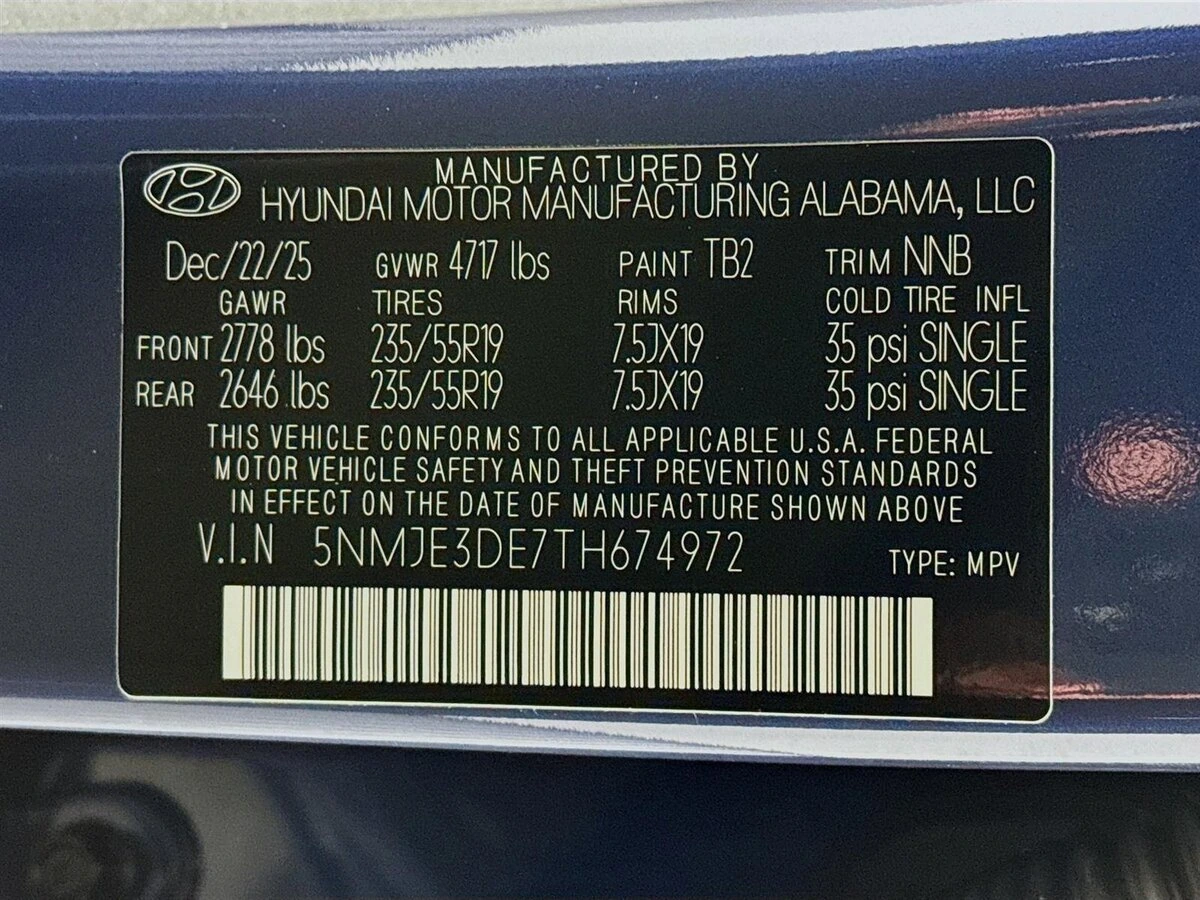 MANUFACTURED BY
HYUNDAI MOTOR MANUFACTURING ALABAMA, LLC
Dec/22/25 GVWR 4717 lbs PAINT TB2 TRIM NNB
GAWR TIRES RIMS COLD TIRE INFL
FRONT 2778 lbs 235/55R19 7.5JX19 35 psi SINGLE
REAR 2646 lbs 235/55R19 7.5JX19 35 psi SINGLE
THIS VEHICLE CONFORMS TO ALL APPLICABLE U.S.A. FEDERAL
MOTOR VEHICLE SAFETY AND THEFT PREVENTION STANDARDS
IN EFFECT ON THE DATE OF MANUFACTURE SHOWN ABOVE
V.I.N 5NMJE3DE7TH674972 TYPE: MPV